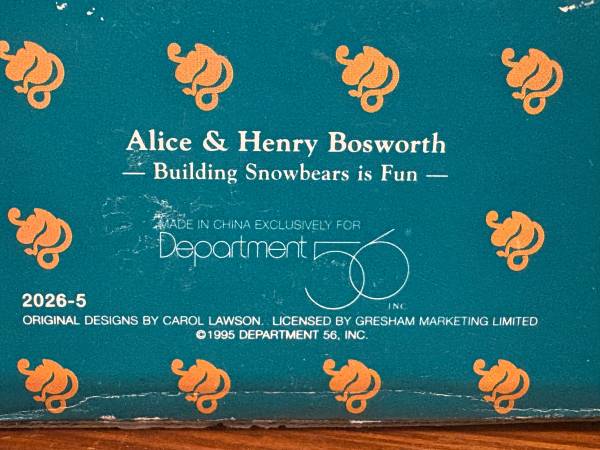 Alice & Henry Bosworth
— Building Snowbears is Fun —
MADE IN CHINA EXCLUSIVELY FOR
Department 56
INC
2026-5
ORIGINAL DESIGNS BY CAROL LAWSON. LICENSED BY GRESHAM MARKETING LIMITED
©1995 DEPARTMENT 56, INC.